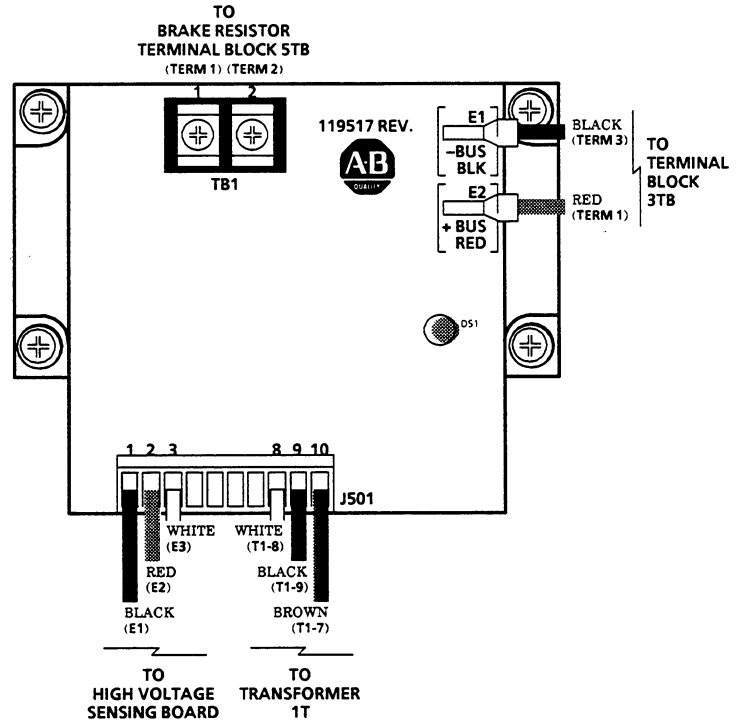 TO
BRAKE RESISTOR
TERMINAL BLOCK 5TB
(TERM 1) (TERM 2)
1 2
TB1
119517 REV.
A-B
QUALITY
E1
-BUS
BLK
E2
+ BUS
RED
BLACK
(TERM 3)
RED
(TERM 1)
TO
TERMINAL
BLOCK
3TB
DS1
1 2 3 8 9 10
J501
WHITE
(E3)
WHITE
(T1-8)
RED
(E2)
BLACK
(T1-9)
BLACK
(E1)
BROWN
(T1-7)
TO
HIGH VOLTAGE
SENSING BOARD
TO
TRANSFORMER
1T